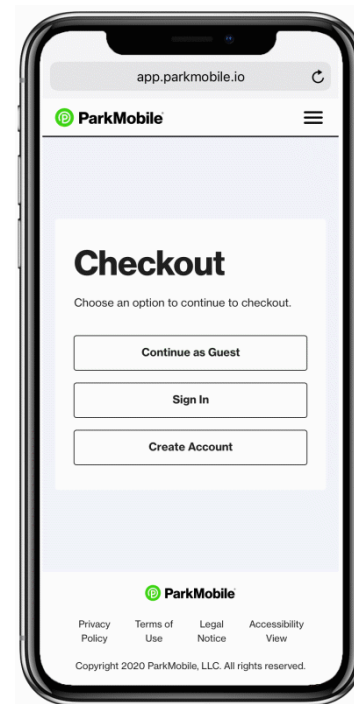 app.parkmobile.io
ParkMobile
Checkout
Choose an option to continue to checkout.
Continue as Guest
Sign In
Create Account
ParkMobile
Privacy Policy
Terms of Use
Legal Notice
Accessibility View
Copyright 2020 ParkMobile, LLC. All rights reserved.